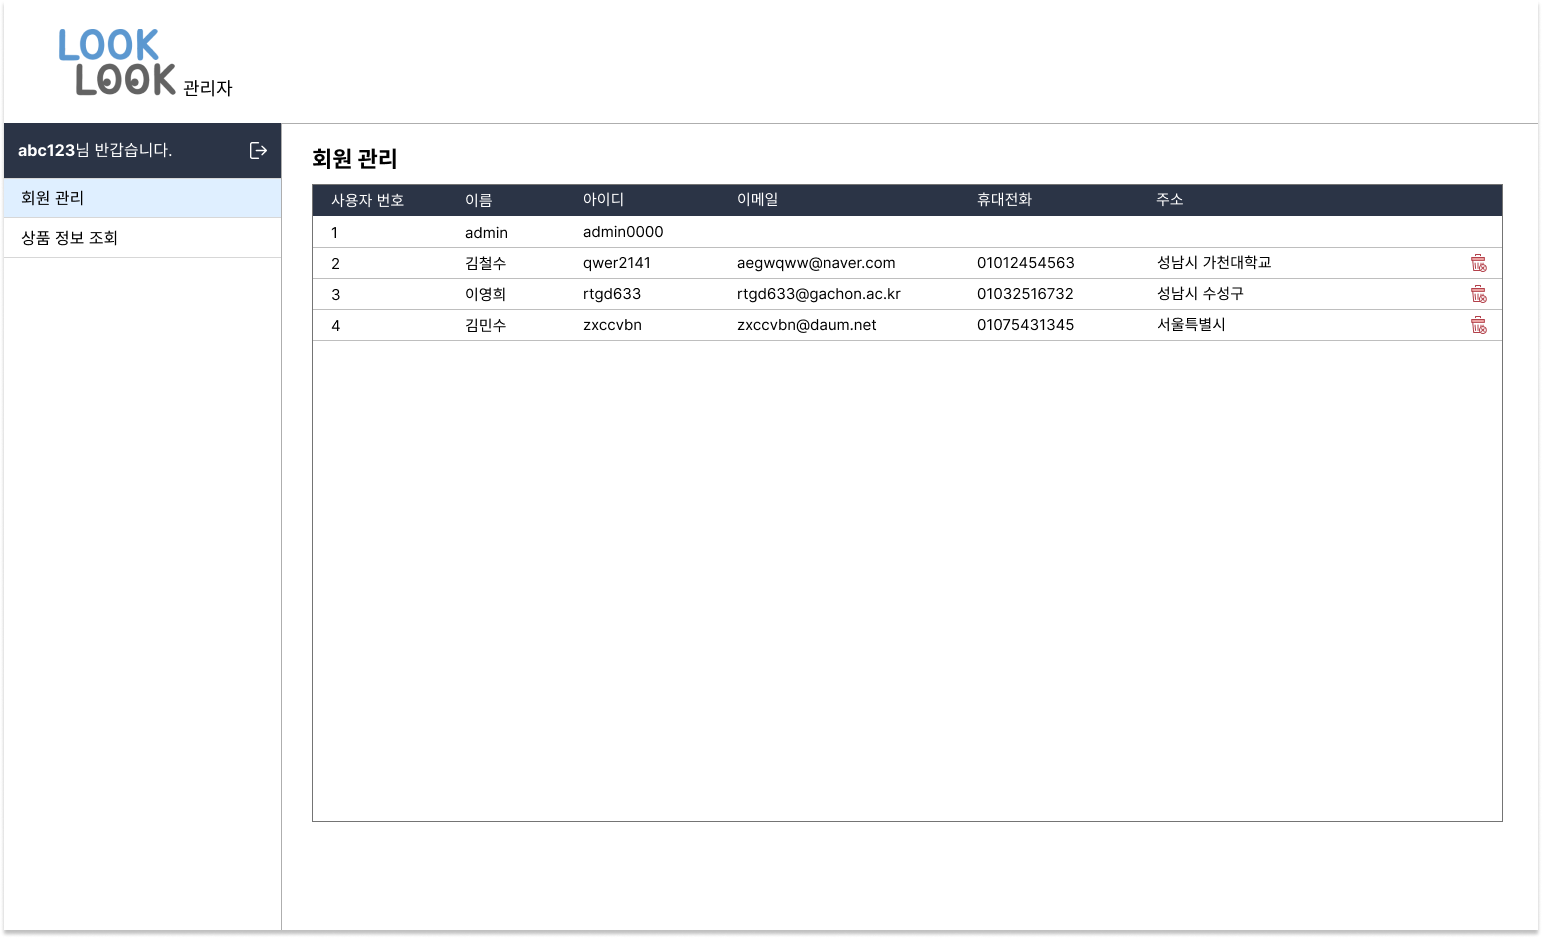 LOOK
LOOK 관리자
abc123님 반갑습니다.
회원 관리
상품 정보 조회
회원 관리
사용자 번호 이름 아이디 이메일 휴대전화 주소
1 admin admin0000
2 김철수 qwer2141 aegwqww@naver.com 01012454563 성남시 가천대학교
3 이영희 rtgd633 rtgd633@gachon.ac.kr 01032516732 성남시 수성구
4 김민수 zxccvbn zxccvbn@daum.net 01075431345 서울특별시